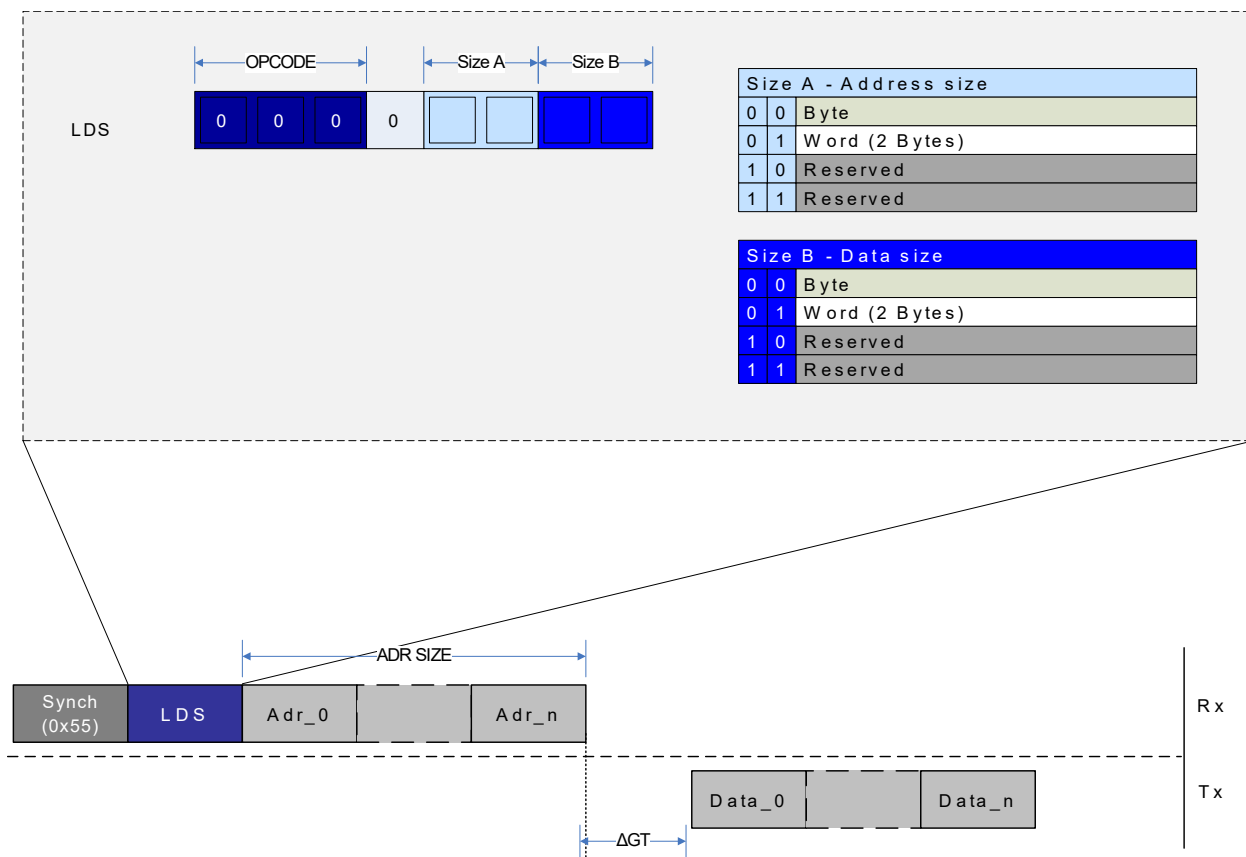 OPCODE Size A Size B
LDS 0 0 0 0
Size A - Address size
0 0 Byte
0 1 Word (2 Bytes)
1 0 Reserved
1 1 Reserved
Size B - Data size
0 0 Byte
0 1 Word (2 Bytes)
1 0 Reserved
1 1 Reserved
ADR SIZE
Synch
(0x55)
LDS
Adr_0
Adr_n
Rx
Data_0
Data_n
Tx
ΔGT